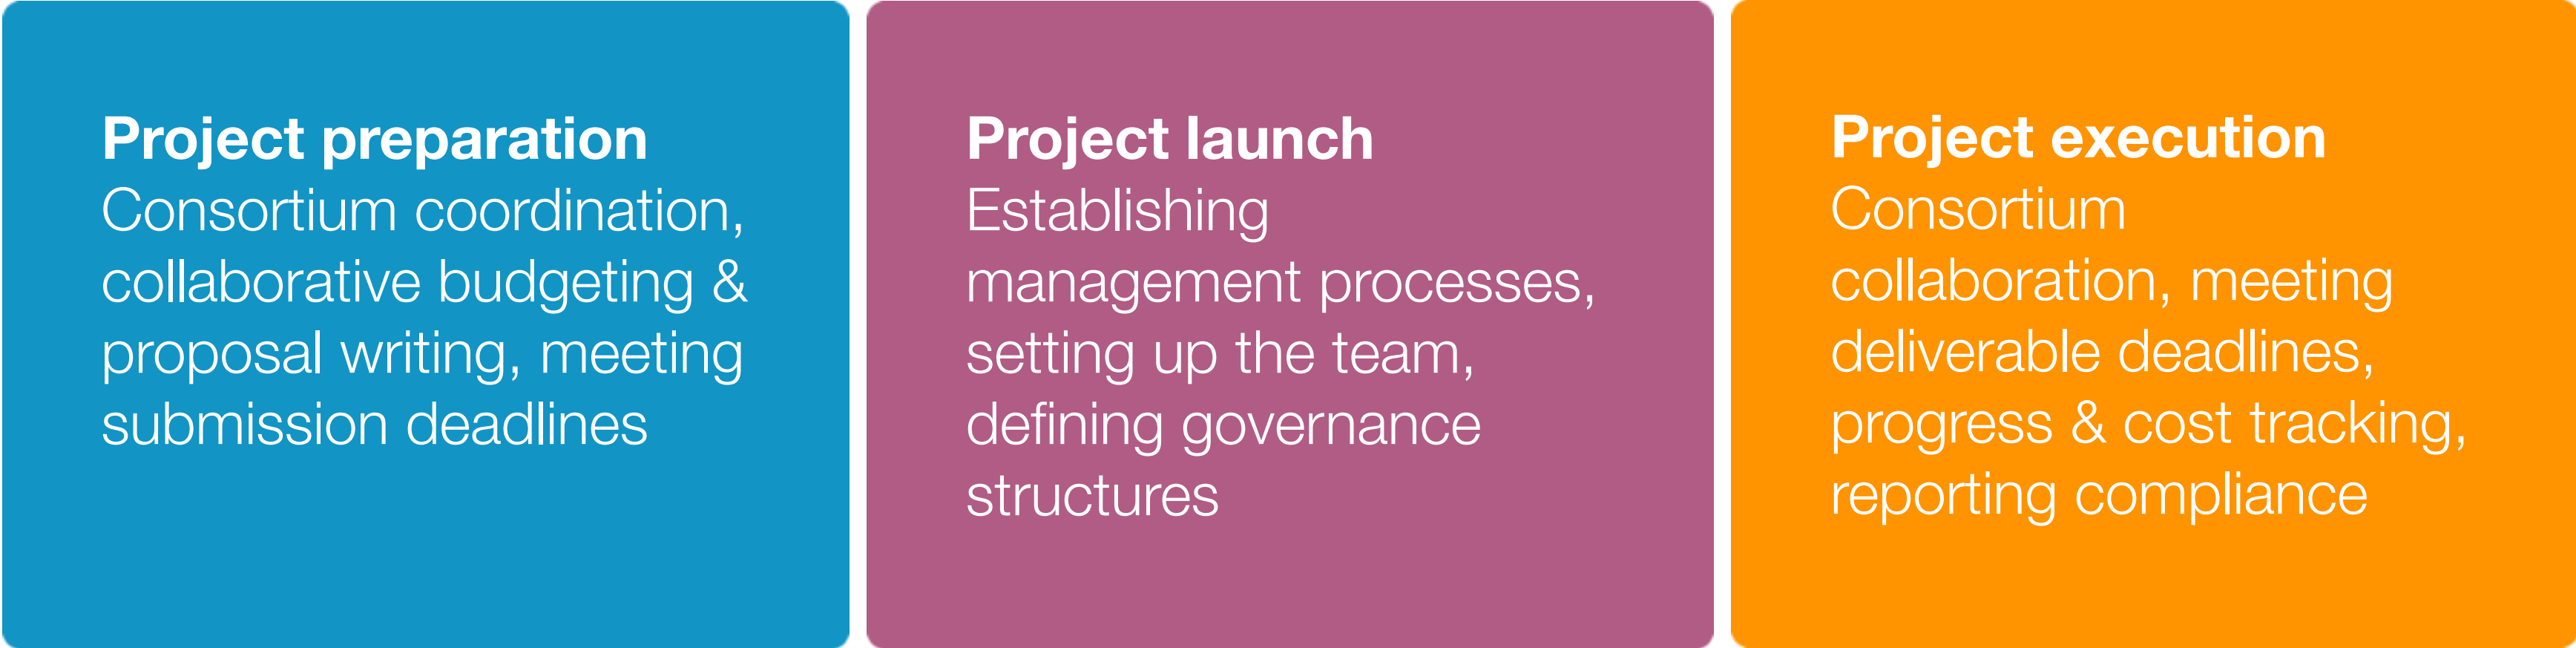 Project preparation
Consortium coordination,
collaborative budgeting &
proposal writing, meeting
submission deadlines
Project launch
Establishing
management processes,
setting up the team,
defining governance
structures
Project execution
Consortium
collaboration, meeting
deliverable deadlines,
progress & cost tracking,
reporting compliance